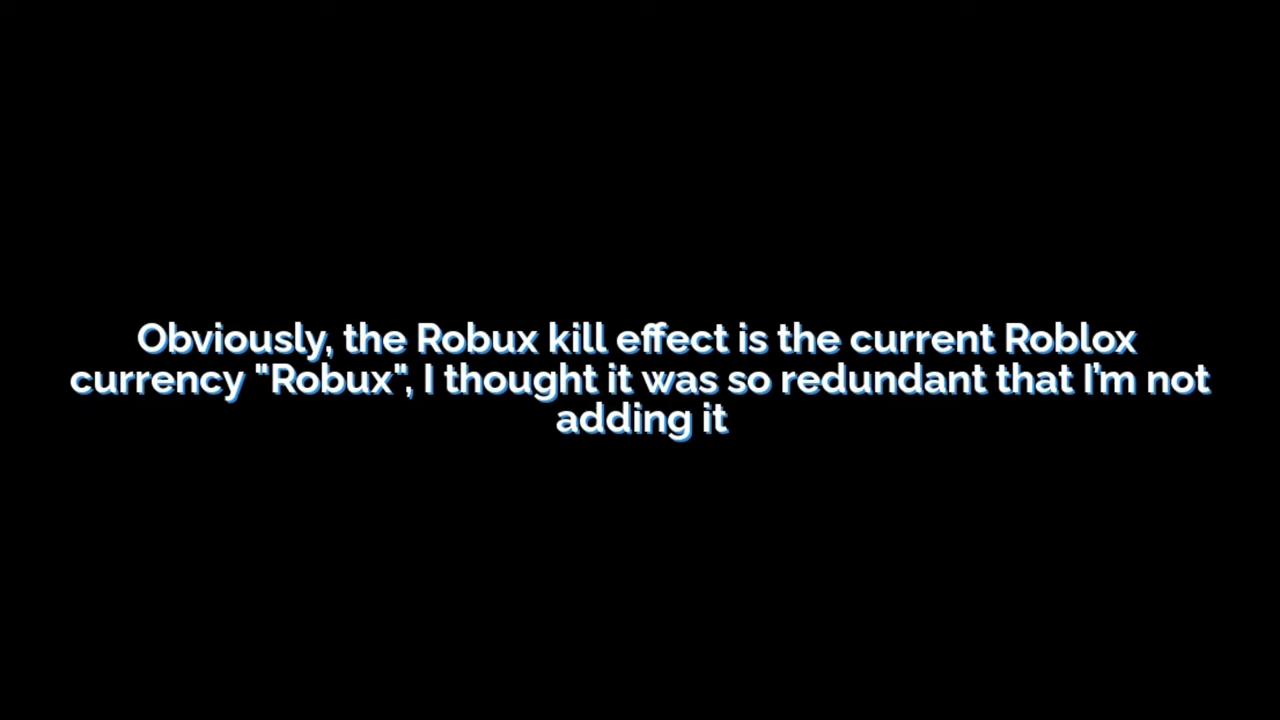 Obviously, the Robux kill effect is the current Roblox
currency "Robux", I thought it was so redundant that I’m not
adding it